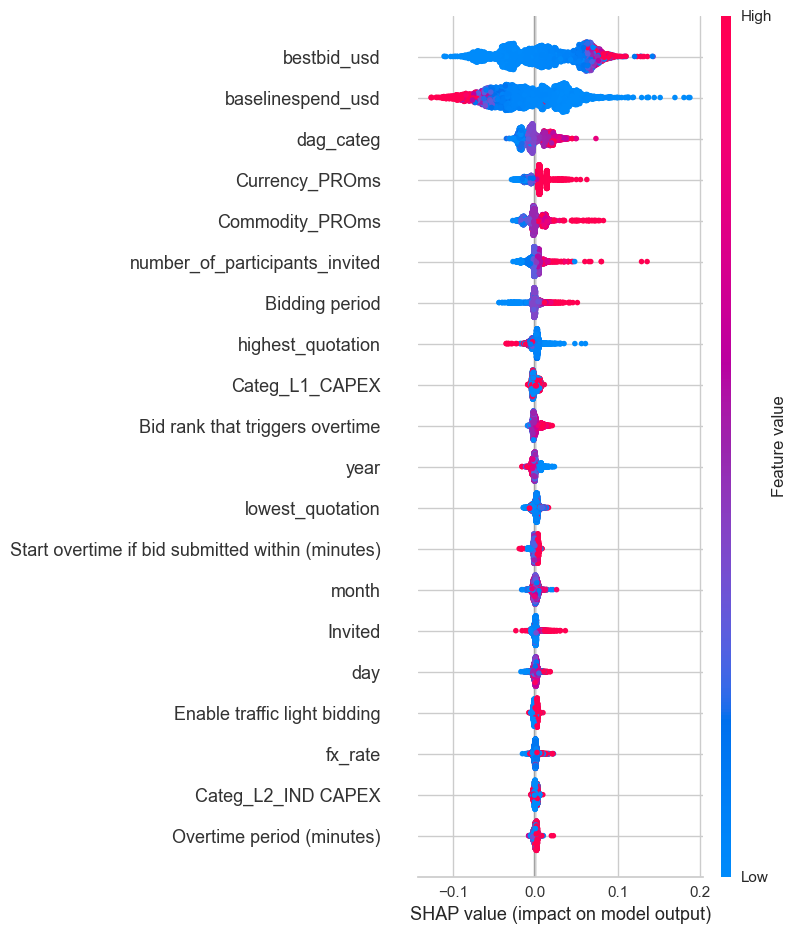 High
bestbid_usd
baselinespend_usd
dag_categ
Currency_PROms
Commodity_PROms
number_of_participants_invited
Bidding period
highest_quotation
Categ_L1_CAPEX
Bid rank that triggers overtime
year
lowest_quotation
Start overtime if bid submitted within (minutes)
month
Invited
day
Enable traffic light bidding
fx_rate
Categ_L2_IND CAPEX
Overtime period (minutes)
Feature value
Low
−0.1 0.0 0.1 0.2
SHAP value (impact on model output)